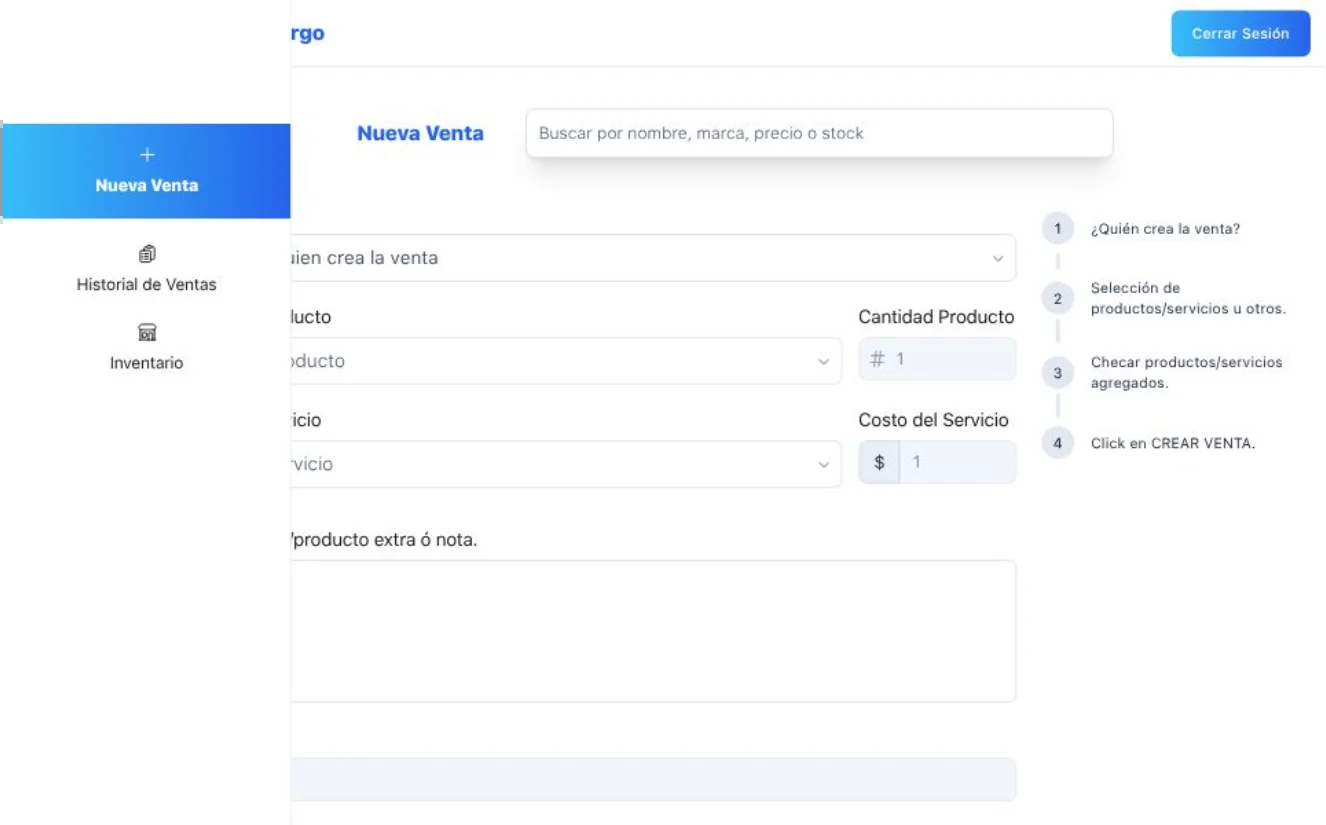 rgo
Cerrar Sesión
Nueva Venta
Buscar por nombre, marca, precio o stock
+
Nueva Venta
Historial de Ventas
Inventario
uien crea la venta
ucto
Cantidad Producto
oducto
# 1
icio
Costo del Servicio
rvicio
$ 1
/producto extra ó nota.
1 ¿Quién crea la venta?
2 Selección de
productos/servicios u otros.
3 Checar productos/servicios
agregados.
4 Click en CREAR VENTA.